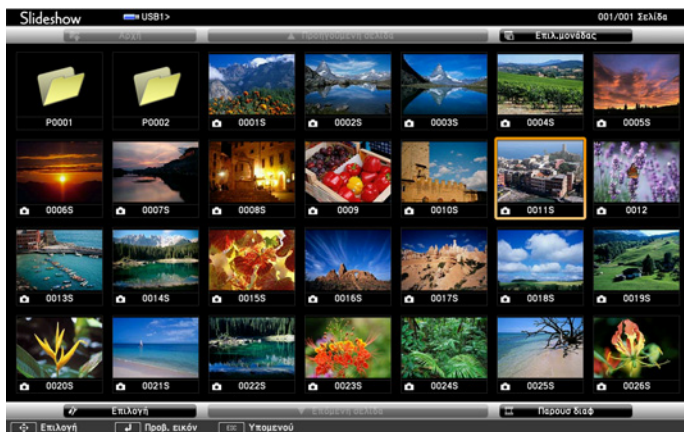 Slideshow USB1> 001/001 Σελίδα
Αρχή ▲ Προηγούμενη σελίδα Επιλ.μονάδας
P0001 P0002 0001S 0002S 0003S 0004S 0005S
0006S 0007S 0008S 0009 0010S 0011S 0012
0013S 0014S 0015S 0016S 0017S 0018S 0019S
0020S 0021S 0022S 0023S 0024S 0025S 0026S
Επιλογή ▼ Επόμενη σελίδα Παρουσ διαφ
Επιλογή Προβ. εικόν Esc Υπομενού